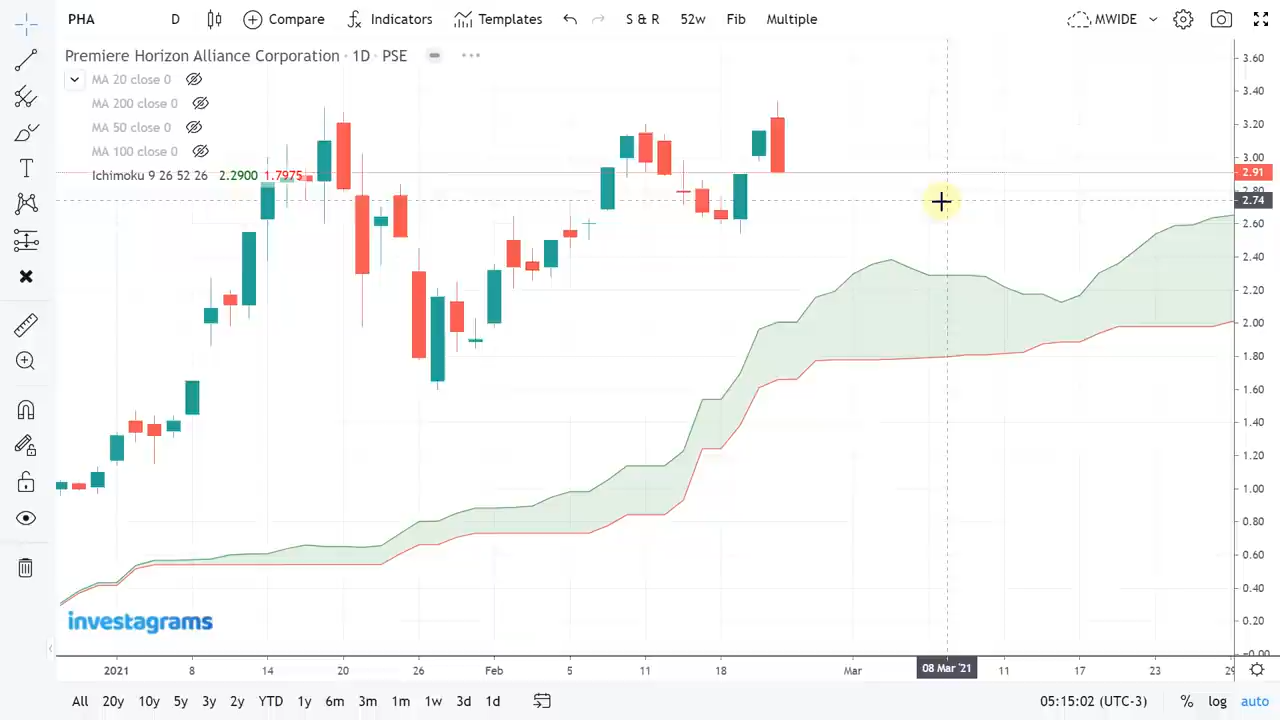 PHA D Compare Indicators Templates S & R 52w Fib Multiple MWIDE
Premiere Horizon Alliance Corporation · 1D · PSE
MA 20 close 0
MA 200 close 0
MA 50 close 0
MA 100 close 0
Ichimoku 9 26 52 26 2.2900 1.7975
3.60
3.40
3.20
3.00
2.91
2.80
2.74
2.60
2.40
2.20
2.00
1.80
1.60
1.40
1.20
1.00
0.80
0.60
0.40
0.20
−0.00
investagrams
2021 8 14 20 26 Feb 5 11 18 Mar 08 Mar '21 11 17 23 29
All 20y 10y 5y 3y 2y YTD 1y 6m 3m 1m 1w 3d 1d 05:15:02 (UTC-3) % log auto